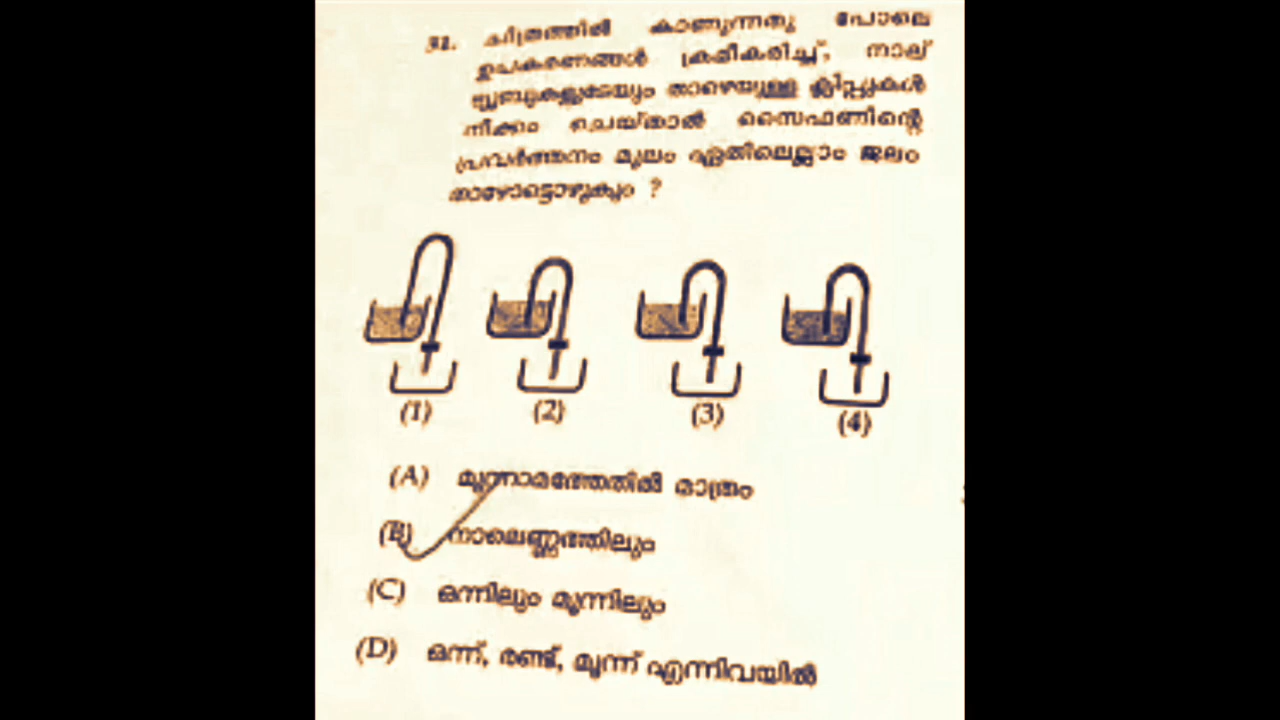 31. ചിത്രത്തിൽ കാണുന്നതു പോലെ
ഉപകരണങ്ങൾ ക്രമീകരിച്ച്, നാല്
ട്യൂബുകളുടേയും താഴെയുള്ള ക്ലിപ്പുകൾ
നീക്കം ചെയ്താൽ സൈഫണിന്റെ
പ്രവർത്തനം മൂലം ഏതിലെല്ലാം ജലം
താഴോട്ടൊഴുകും ?
(1) (2) (3) (4)
(A) മൂന്നാമത്തേതിൽ മാത്രം
(B) നാലെണ്ണത്തിലും
(C) ഒന്നിലും മൂന്നിലും
(D) ഒന്ന്, രണ്ട്, മൂന്ന് എന്നിവയിൽ